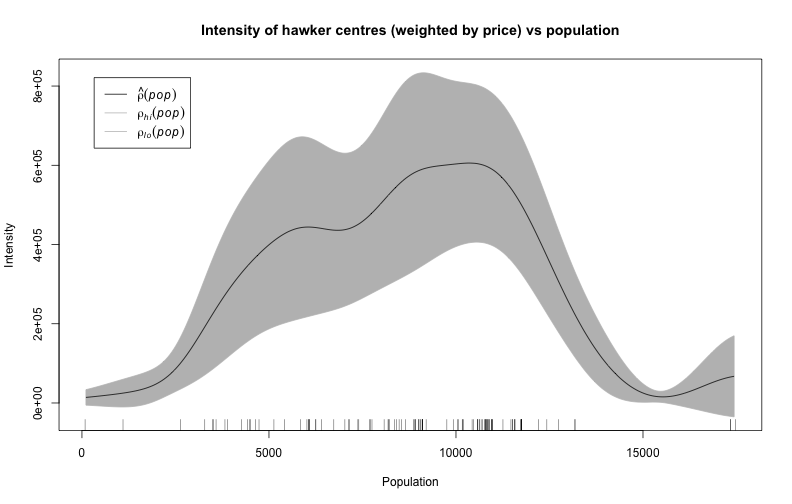 Intensity of hawker centres (weighted by price) vs population
ρ̂(pop)
ρhi(pop)
ρlo(pop)
Intensity
8e+05
6e+05
4e+05
2e+05
0e+00
0 5000 10000 15000
Population